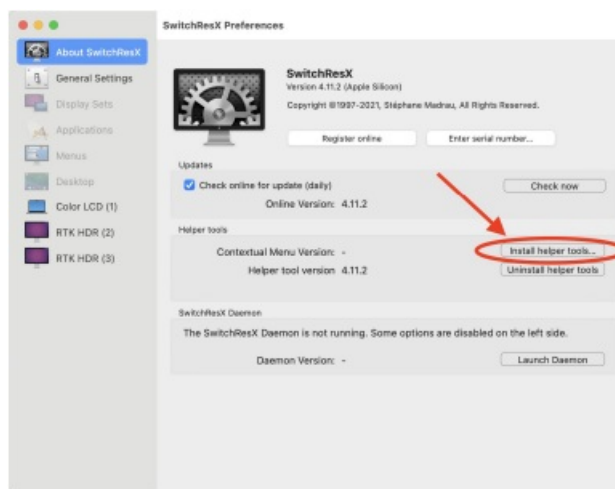 SwitchResX Preferences
About SwitchResX
General Settings
Display Sets
Applications
Menus
Desktop
Color LCD (1)
RTK HDR (2)
RTK HDR (3)
SwitchResX
Version 4.11.2 (Apple Silicon)
Copyright ©1997-2021, Stéphane Madrau, All Rights Reserved.
Register online
Enter serial number...
Updates
Check online for update (daily)
Check now
Online Version: 4.11.2
Helper tools
Contextual Menu Version: -
Install helper tools...
Helper tool version 4.11.2
Uninstall helper tools
SwitchResX Daemon
The SwitchResX Daemon is not running. Some options are disabled on the left side.
Daemon Version: -
Launch Daemon